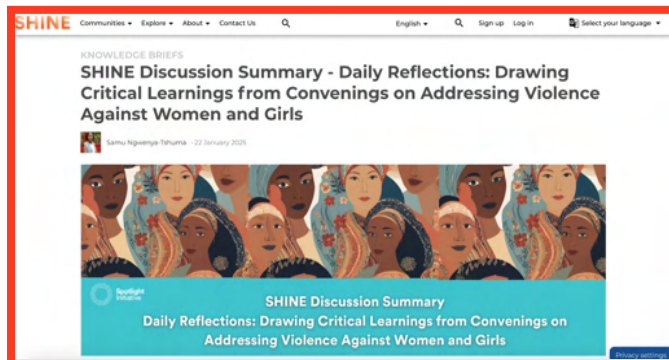 SHINE Communities Explore About Contact Us English Sign up Log in Select your language
KNOWLEDGE BRIEFS
SHINE Discussion Summary - Daily Reflections: Drawing
Critical Learnings from Convenings on Addressing Violence
Against Women and Girls
Samu Ngwenya-Tshuma - 22 January 2025
Spotlight
Initiative
SHINE Discussion Summary
Daily Reflections: Drawing Critical Learnings from Convenings on
Addressing Violence Against Women and Girls
Privacy settings